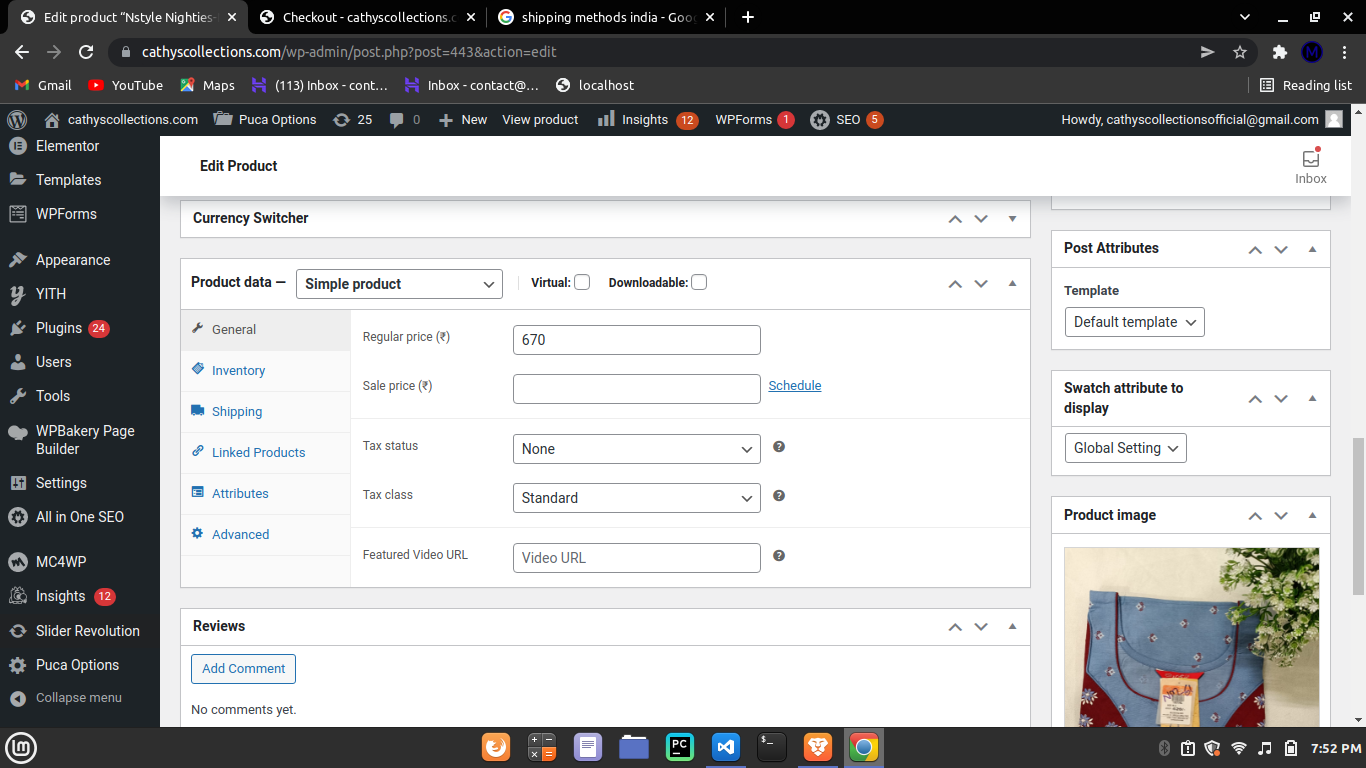 Edit product “Nstyle Nighties-
Checkout - cathyscollections.c
shipping methods india - Goo
cathyscollections.com/wp-admin/post.php?post=443&action=edit
M
Gmail
YouTube
Maps
(113) Inbox - cont...
Inbox - contact@...
localhost
Reading list
cathyscollections.com
Puca Options
25
0
New
View product
Insights 12
WPForms 1
SEO 5
Howdy, cathyscollectionsofficial@gmail.com
Elementor
Templates
WPForms
Appearance
YITH
Plugins 24
Users
Tools
WPBakery Page
Builder
Settings
All in One SEO
MC4WP
Insights 12
Slider Revolution
Puca Options
Collapse menu
Edit Product
Inbox
Currency Switcher
Product data —
Simple product
Virtual:
Downloadable:
General
Inventory
Shipping
Linked Products
Attributes
Advanced
Regular price (₹)
670
Sale price (₹)
Schedule
Tax status
None
Tax class
Standard
Featured Video URL
Video URL
Reviews
Add Comment
No comments yet.
Post Attributes
Template
Default template
Swatch attribute to
display
Global Setting
Product image
PC
7:52 PM